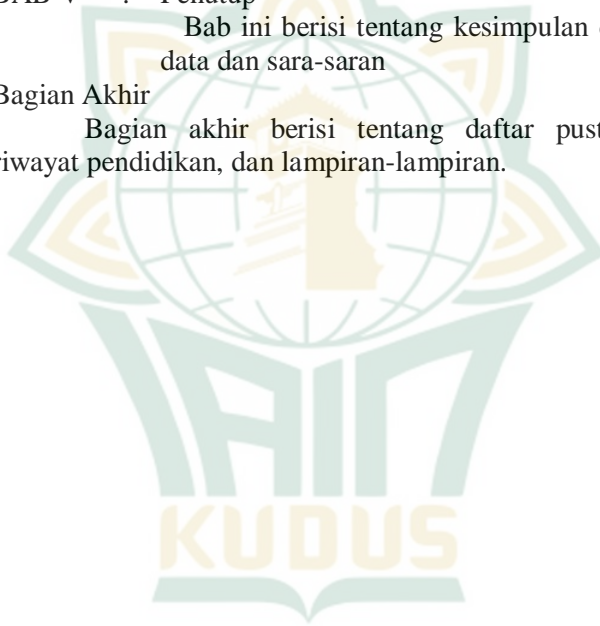 BAB V : Penutup
Bab ini berisi tentang kesimpulan
data dan sara-saran
Bagian Akhir
Bagian akhir berisi tentang daftar
riwayat pendidikan, dan lampiran-lampiran.
IAIN
KUDUS